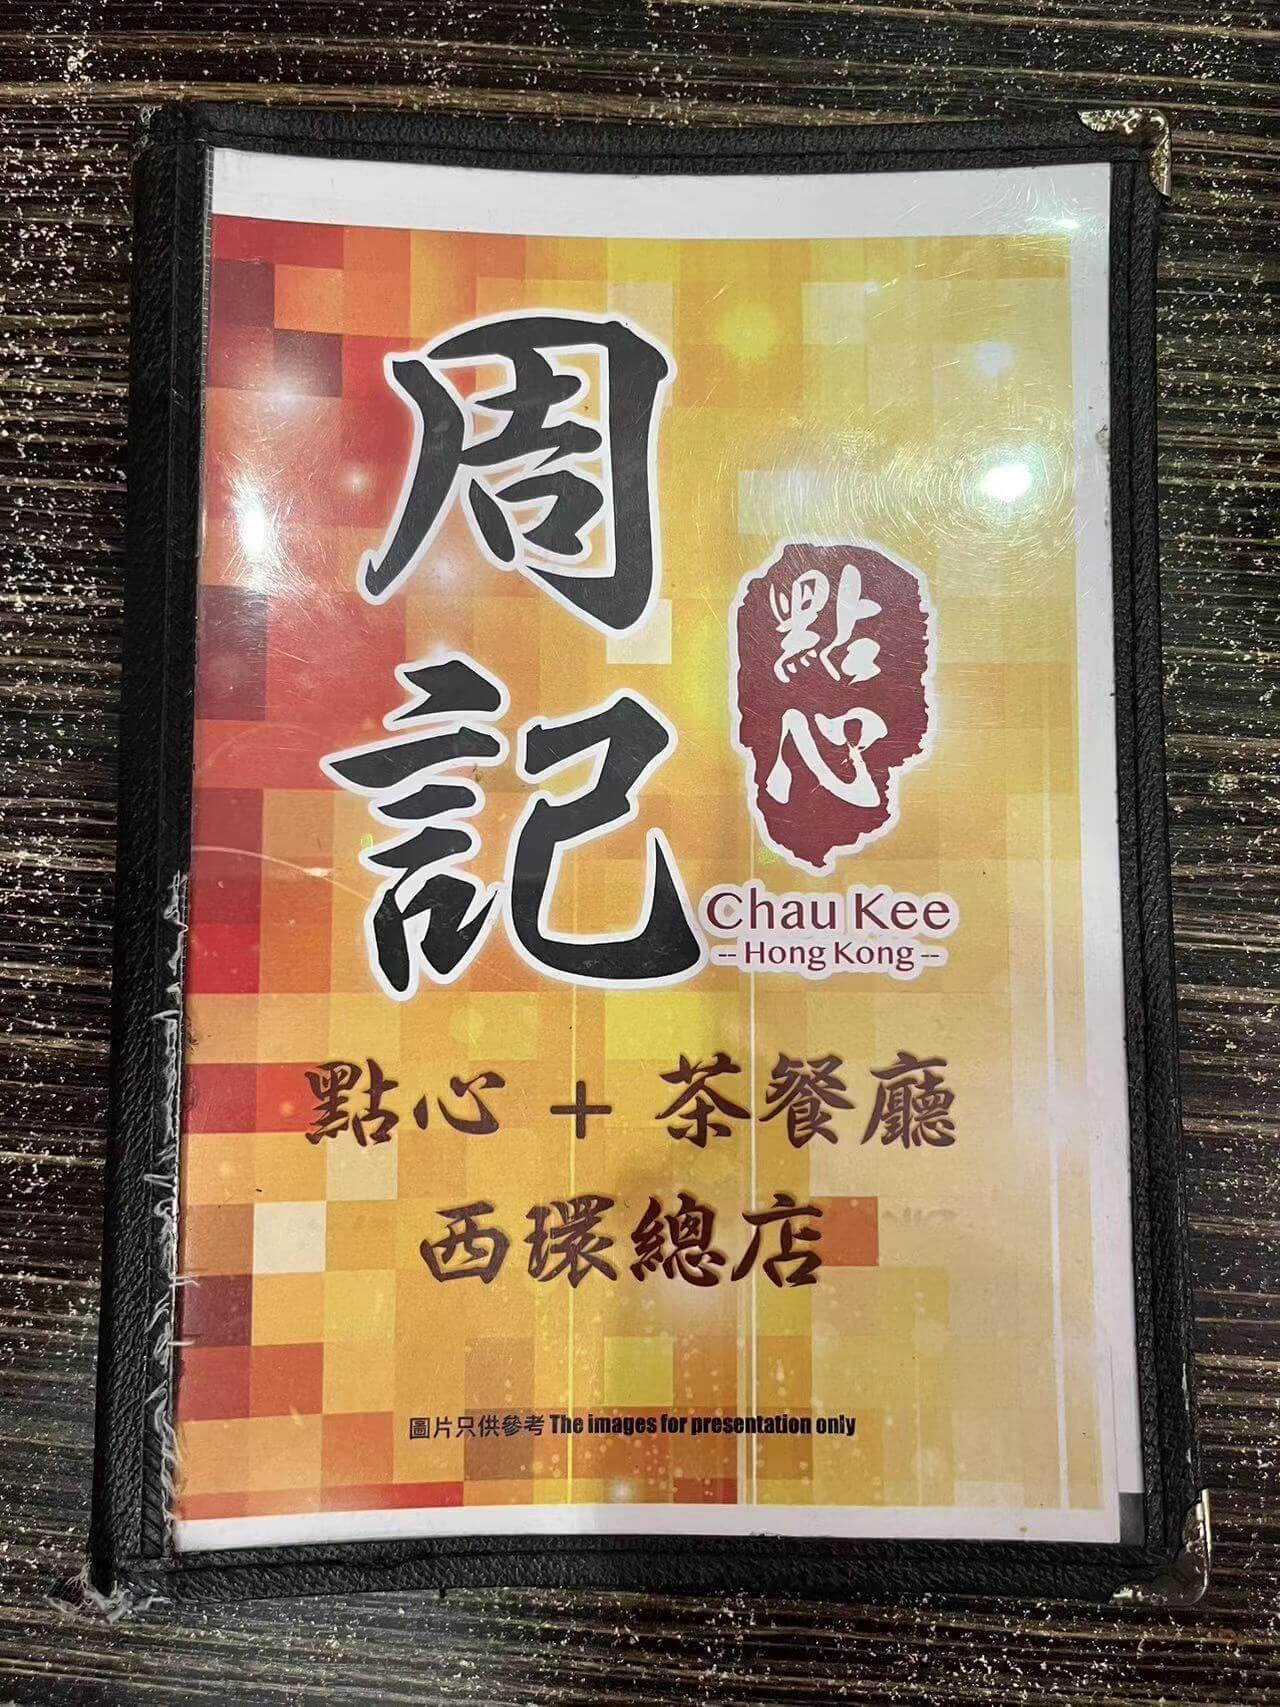 周記
點心
Chau Kee
-- Hong Kong --
點心 + 茶餐廳
西環總店
圖片只供參考 The images for presentation only